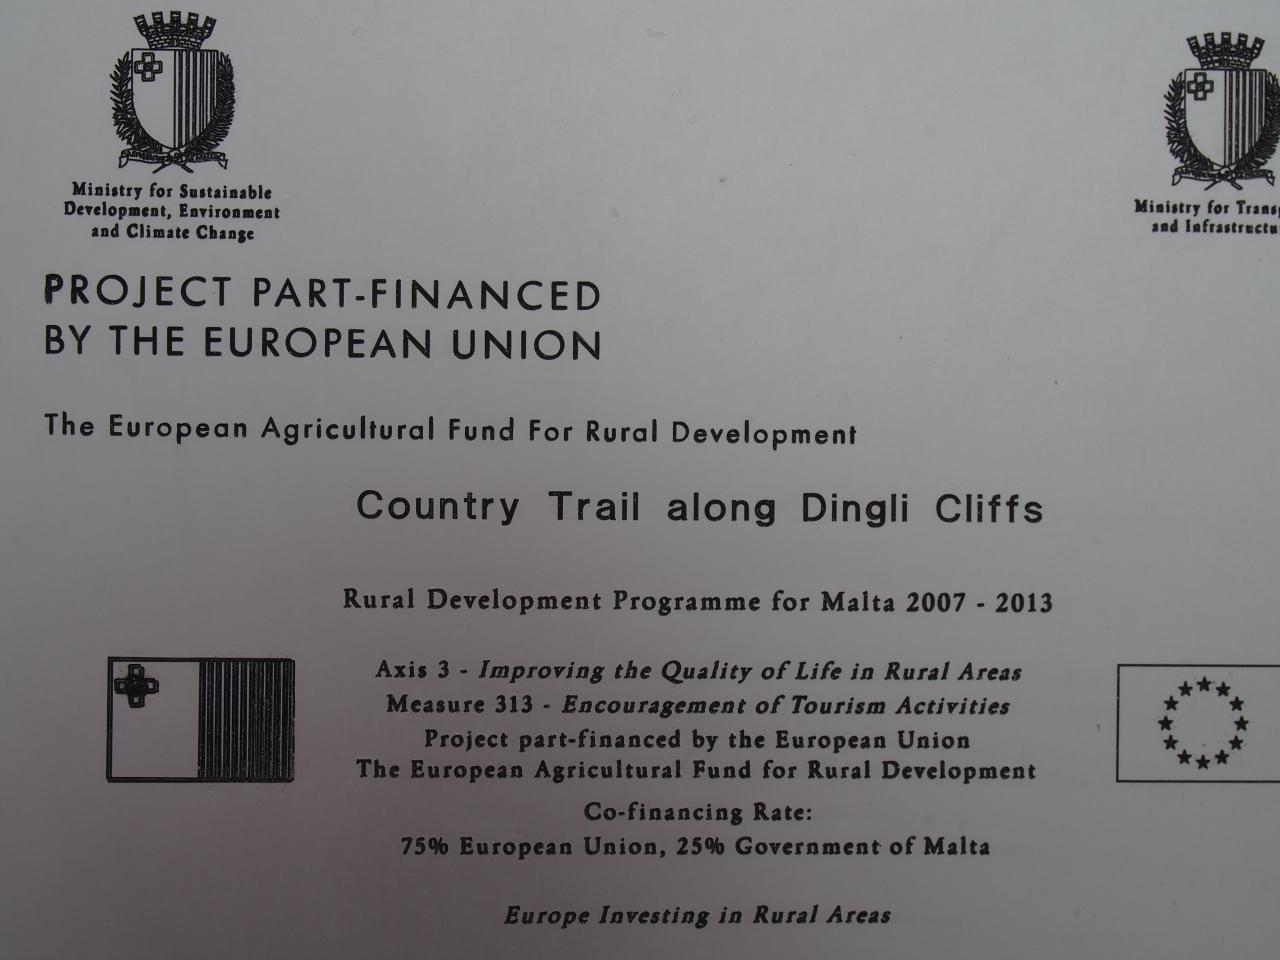 Ministry for Sustainable
Development, Environment
and Climate Change
Ministry for
and
PROJECT PART-FINANCED
BY THE EUROPEAN UNION
The European Agricultural Fund For Rural Development
Country Trail along Dingli Cliffs
Rural Development Programme for Malta 2007 - 2013
Axis 3 - Improving the Quality of Life in Rural Areas
Measure 313 - Encouragement of Tourism Activities
Project part-financed by the European Union
The European Agricultural Fund for Rural Development
Co-financing Rate:
75% European Union, 25% Government of Malta
Europe Investing in Rural Areas